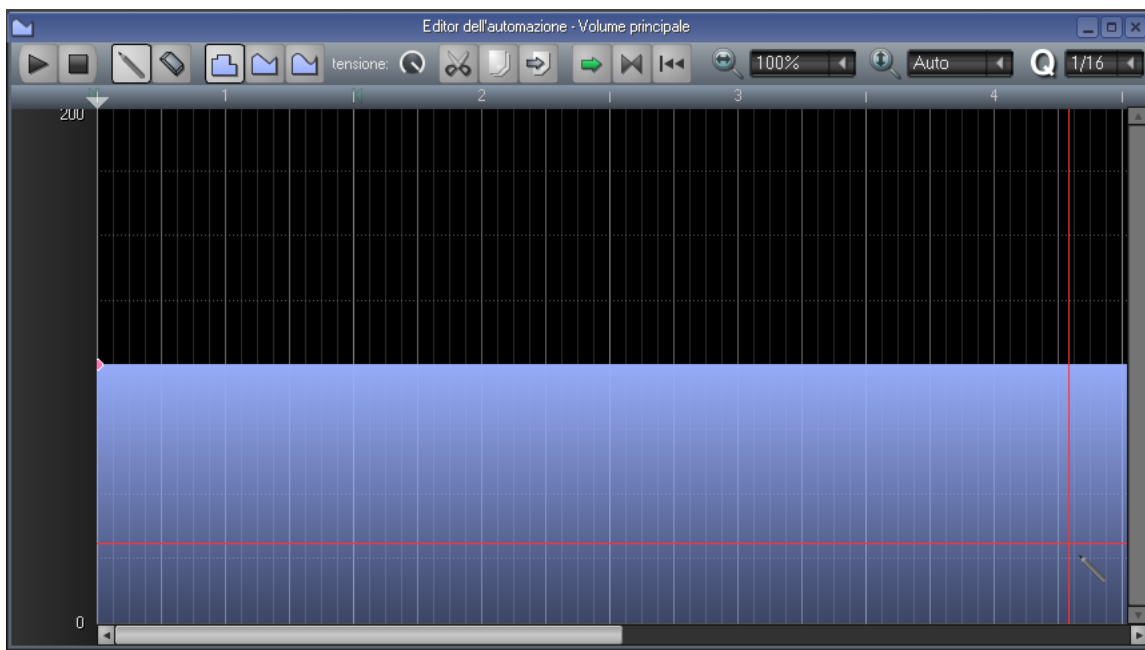 Editor dell'automazione - Volume principale
tensione: 100% Auto Q 1/16
1 2 3 4
200
0